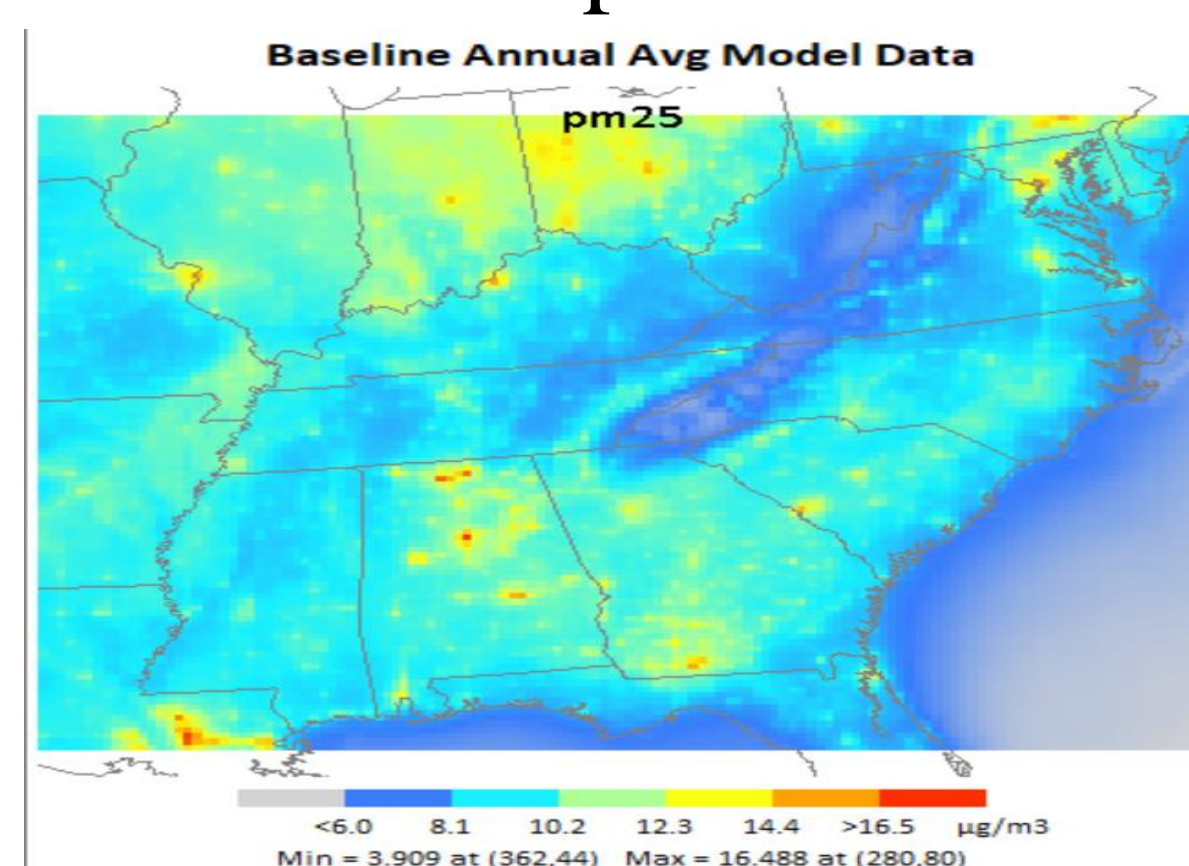 Baseline Annual Avg Model Data
pm25
<6.0 8.1 10.2 12.3 14.4 >16.5 µg/m3
Min = 3.909 at (362,44) Max = 16.488 at (280,80)